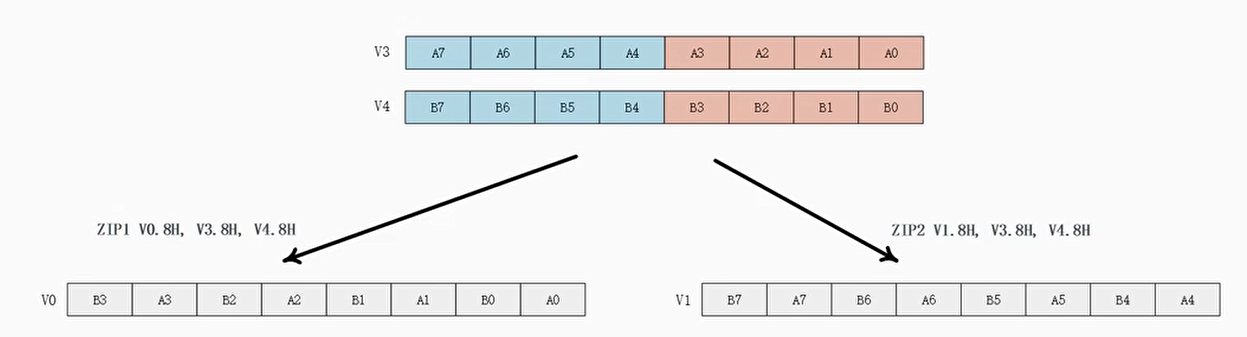 V3 A7 A6 A5 A4 A3 A2 A1 A0
V4 B7 B6 B5 B4 B3 B2 B1 B0
ZIP1 V0.8H, V3.8H, V4.8H
ZIP2 V1.8H, V3.8H, V4.8H
V0 B3 A3 B2 A2 B1 A1 B0 A0
V1 B7 A7 B6 A6 B5 A5 B4 A4